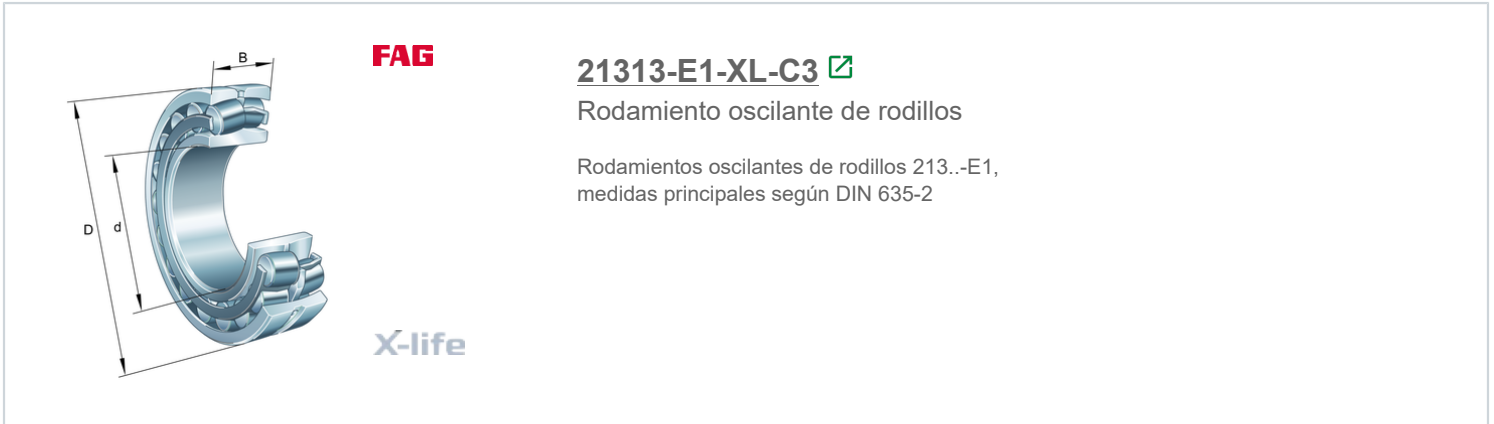 B
FAG
21313-E1-XL-C3
Rodamiento oscilante de rodillos
Rodamientos oscilantes de rodillos 213..-E1,
medidas principales según DIN 635-2
D
d
X-life